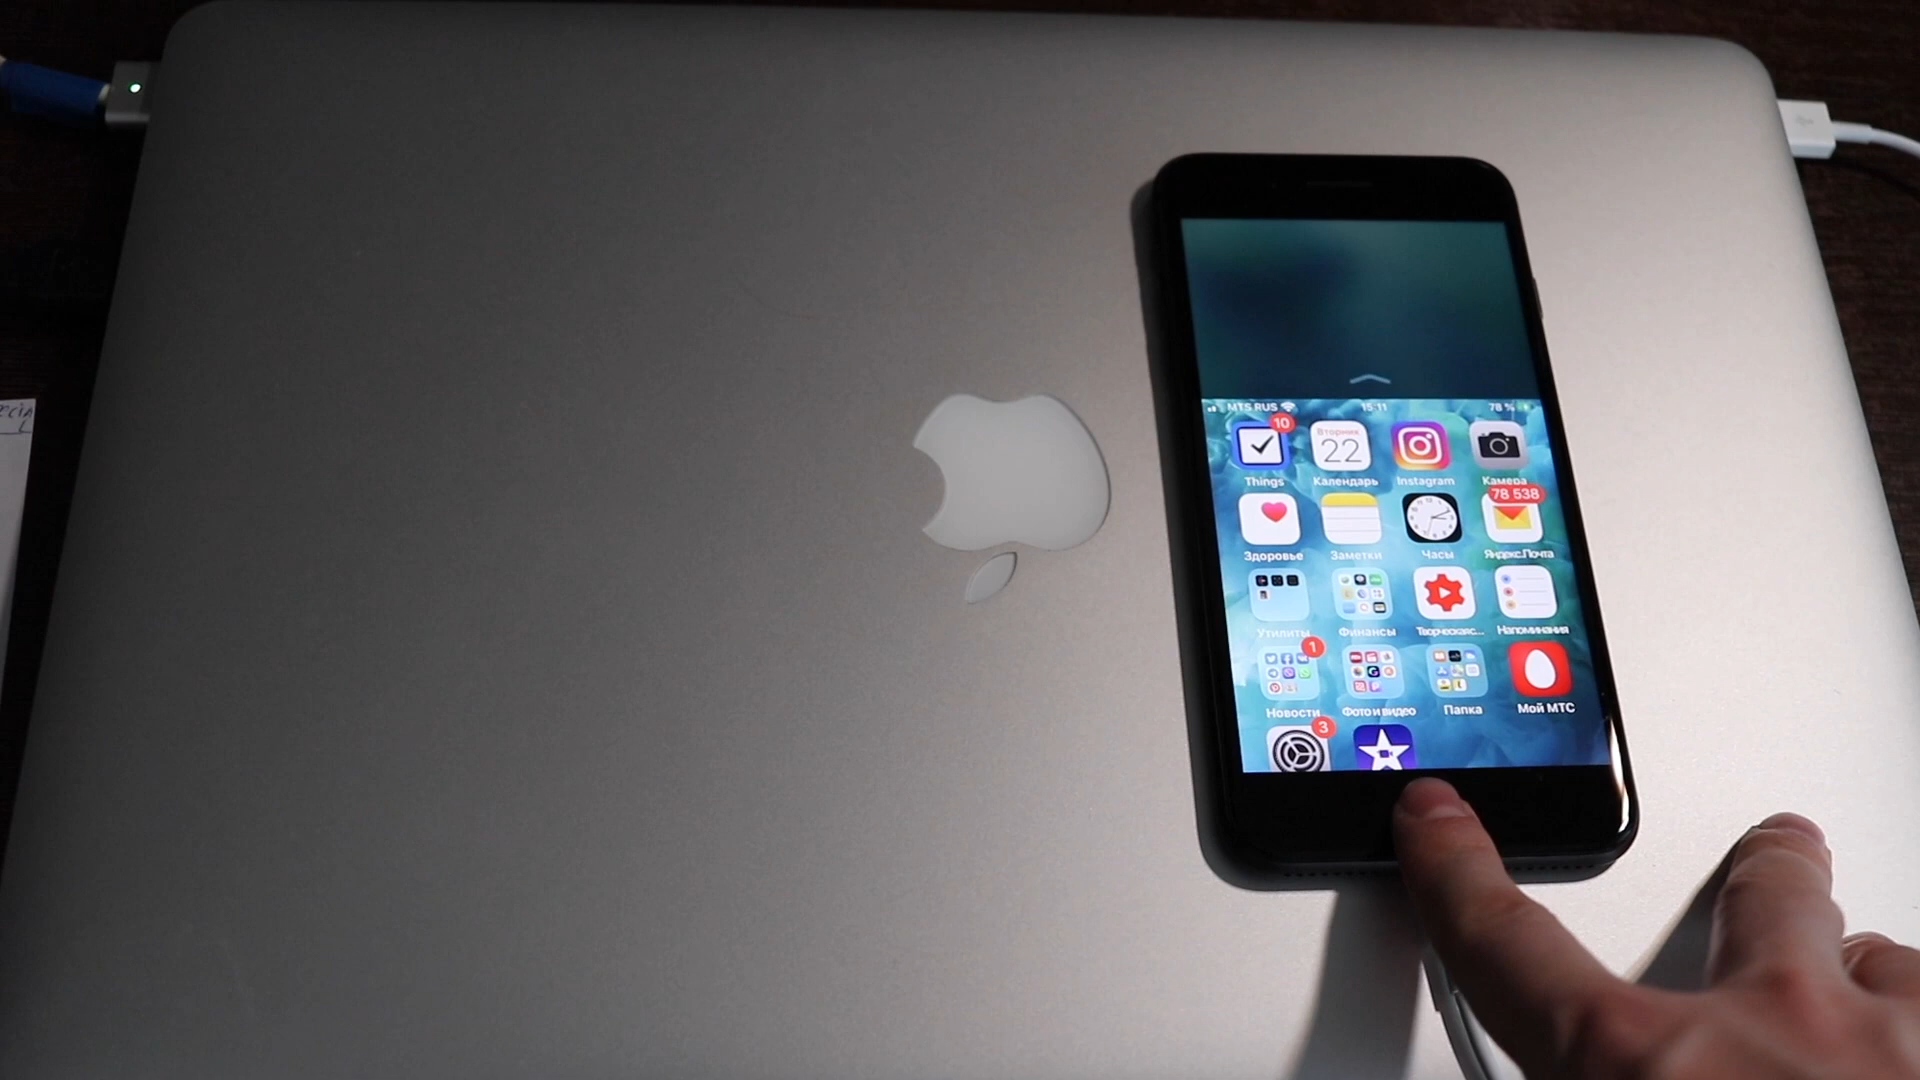 MTS RUS 15:11 78 %
10
Вторник
22
Things Календарь Instagram Камера
78 538
Здоровье Заметки Часы Яндекс.Почта
Утилиты Финансы Творческая с... Напоминания
1
Новости Фото и видео Папка Мой МТС
3